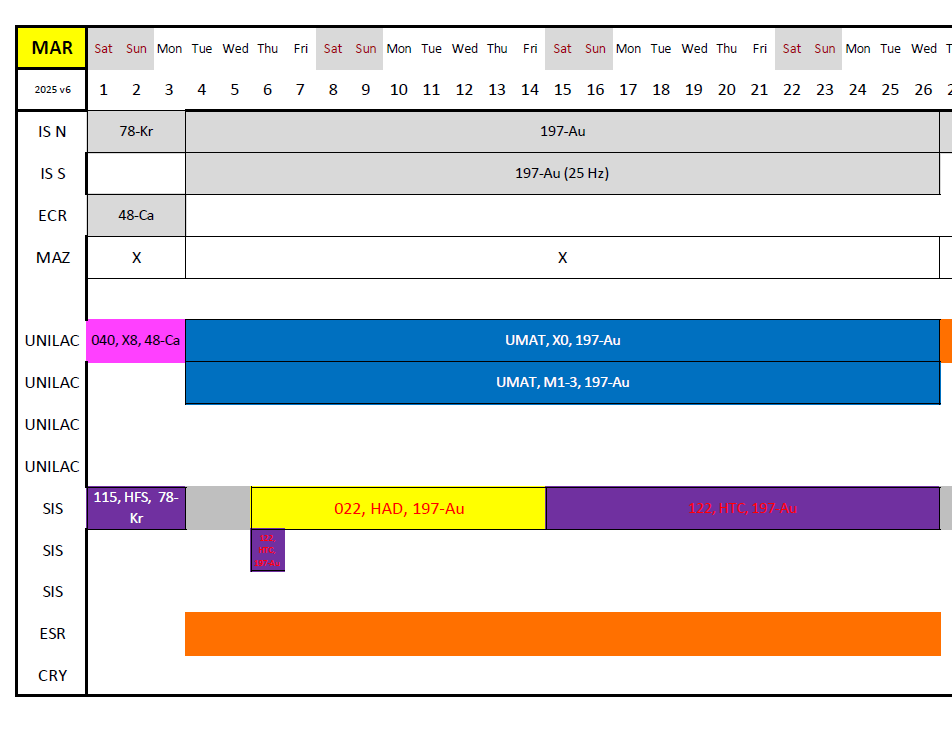 MAR Sat Sun Mon Tue Wed Thu Fri Sat Sun Mon Tue Wed Thu Fri Sat Sun Mon Tue Wed Thu Fri Sat Sun Mon Tue Wed
2025 v6 1 2 3 4 5 6 7 8 9 10 11 12 13 14 15 16 17 18 19 20 21 22 23 24 25 26
IS N 78-Kr 197-Au
IS S 197-Au (25 Hz)
ECR 48-Ca
MAZ X X
UNILAC 040, X8, 48-Ca UMAT, X0, 197-Au
UNILAC UMAT, M1-3, 197-Au
UNILAC
UNILAC
SIS 115, HFS, 78-Kr 022, HAD, 197-Au 122, HTC, 197-Au
SIS 122, HTC, 197-Au
SIS
ESR
CRY